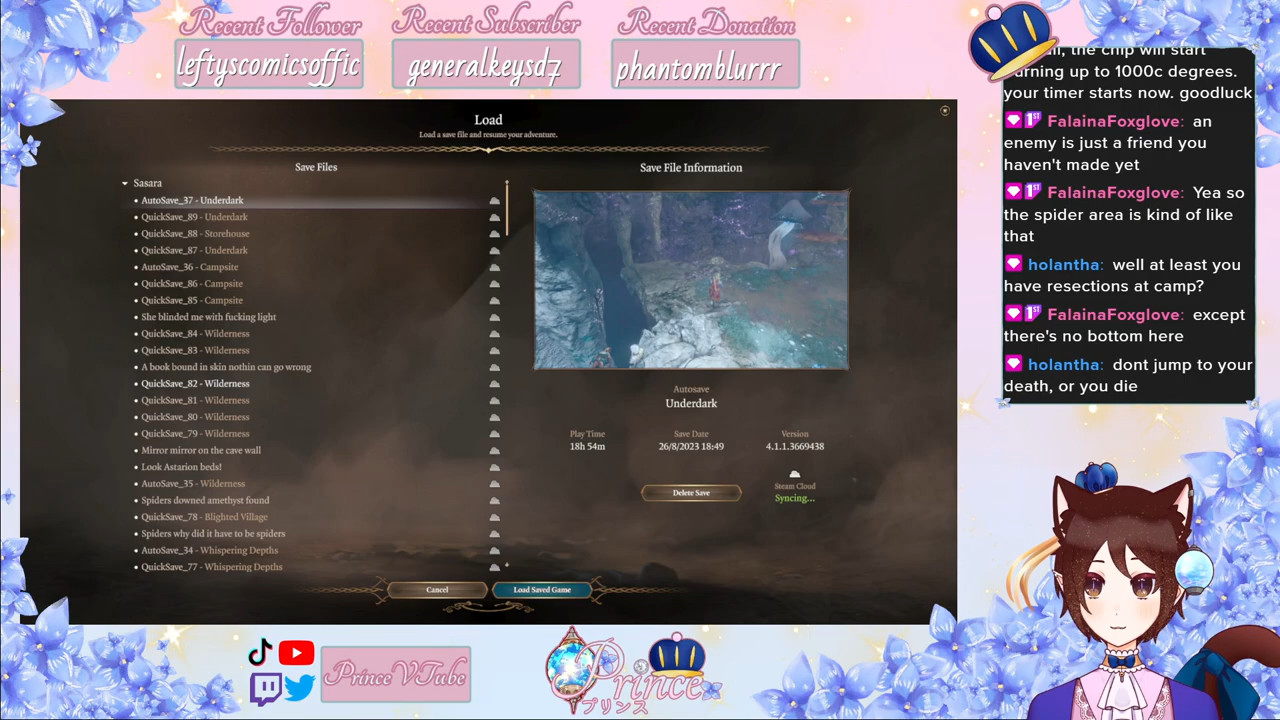 Recent Follower
leftyscomicsoffic
Recent Subscriber
generalkeysd7
Recent Donation
phantomblurrr
Load
Load a save file and resume your adventure.
Save Files
Sasara
AutoSave_37 - Underdark
QuickSave_89 - Underdark
QuickSave_88 - Storehouse
QuickSave_87 - Underdark
AutoSave_36 - Campsite
QuickSave_86 - Campsite
QuickSave_85 - Campsite
She blinded me with fucking light
QuickSave_84 - Wilderness
QuickSave_83 - Wilderness
A book bound in skin nothin can go wrong
QuickSave_82 - Wilderness
QuickSave_81 - Wilderness
QuickSave_80 - Wilderness
QuickSave_79 - Wilderness
Mirror mirror on the cave wall
Look Astarion beds!
AutoSave_35 - Wilderness
Spiders downed amethyst found
QuickSave_78 - Blighted Village
Spiders why did it have to be spiders
AutoSave_34 - Whispering Depths
QuickSave_77 - Whispering Depths
Save File Information
Autosave
Underdark
Play Time
18h 54m
Save Date
26/8/2023 18:49
Version
4.1.1.3669438
Delete Save
Steam Cloud
Syncing...
Cancel
Load Saved Game
the chip will start
urning up to 1000c degrees.
your timer starts now. goodluck
1ST FalainaFoxglove: an
enemy is just a friend you
haven't made yet
1ST FalainaFoxglove: Yea so
the spider area is kind of like
that
holantha: well at least you
have resections at camp?
1ST FalainaFoxglove: except
there's no bottom here
holantha: dont jump to your
death, or you die
Prince VTube
Prince
プリンス